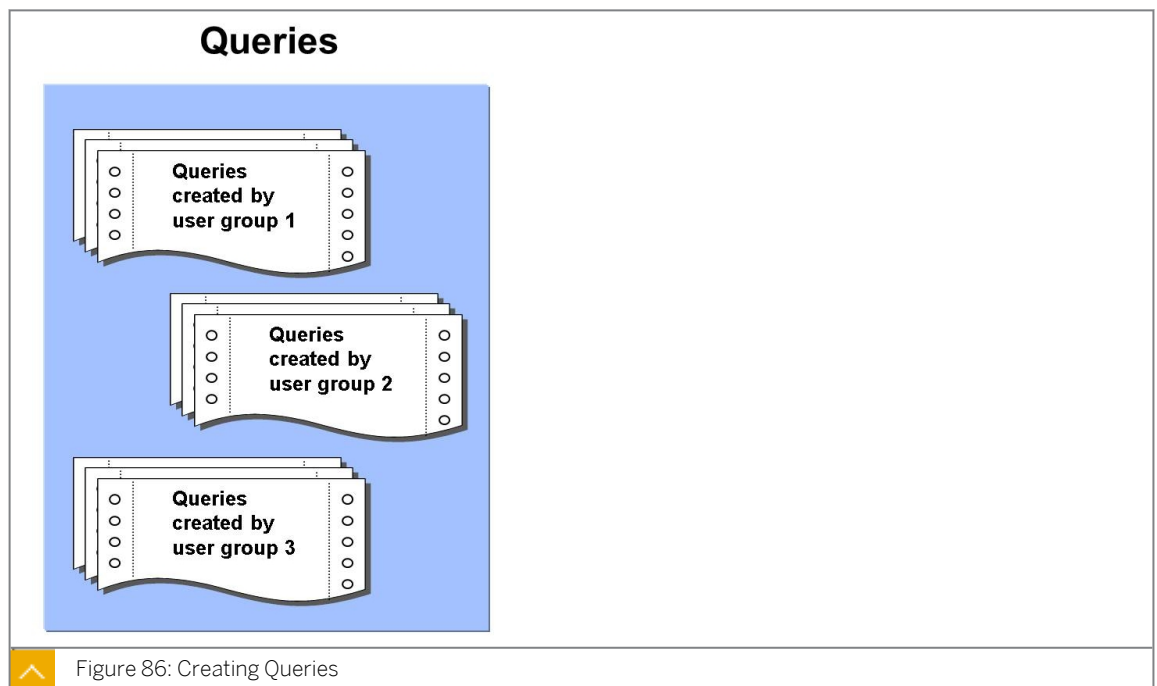 Queries
Queries
created by
user group 1
Queries
created by
user group 2
Queries
created by
user group 3
Figure 86: Creating Queries